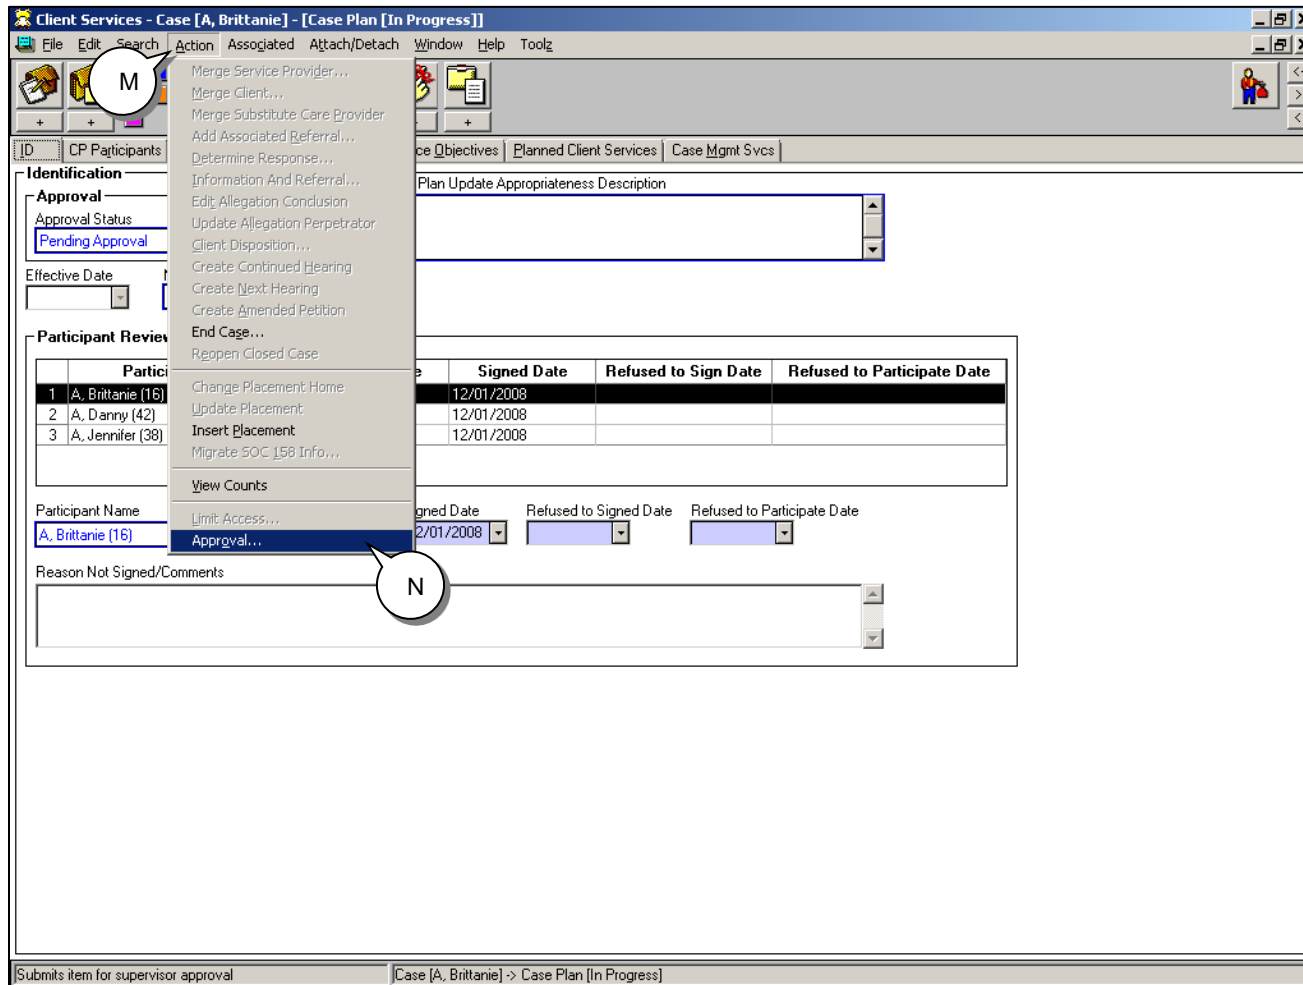 Client Services - Case [A, Brittanie] - [Case Plan [In Progress]]
File Edit Search Action Associated Attach/Detach Window Help Toolz
M
Merge Service Provider...
Merge Client...
Merge Substitute Care Provider
Add Associated Referral...
Determine Response...
Information And Referral...
Edit Allegation Conclusion
Update Allegation Perpetrator
Client Disposition...
Create Continued Hearing
Create Next Hearing
Create Amended Petition
End Case...
Reopen Closed Case
Change Placement Home
Update Placement
Insert Placement
Migrate SOC 158 Info...
View Counts
Limit Access...
Approval...
N
+ + +
ID CP Participants Objectives Planned Client Services Case Mgmt Svcs
Identification
Plan Update Appropriateness Description
Approval
Approval Status
Pending Approval
Effective Date
Participant
Signed Date Refused to Sign Date Refused to Participate Date
1 A, Brittanie (16) 12/01/2008
2 A, Danny (42) 12/01/2008
3 A, Jennifer (38) 12/01/2008
Participant Name Date Refused to Signed Date Refused to Participate Date
A, Brittanie (16) 2/01/2008
Reason Not Signed/Comments
Submits item for supervisor approval Case [A, Brittanie] -> Case Plan [In Progress]